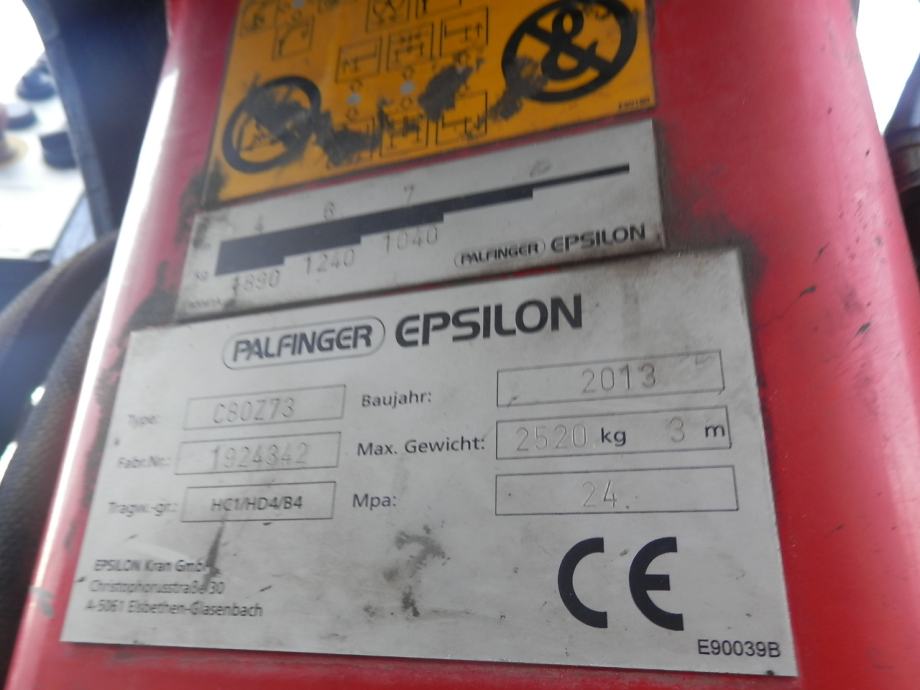 4 6 7
kg 1890 1240 1040
PALFINGER EPSILON
PALFINGER EPSILON
Type: C80Z73 Baujahr: 2013
Fabr.Nr.: 1924342 Max. Gewicht: 2520 kg 3 m
Tragw.-gr.: HC1/HD4/B4 Mpa: 24
EPSILON Kran GmbH
Christophorusstraße 30
A-5061 Elsbethen-Glasenbach
CE
E90039B